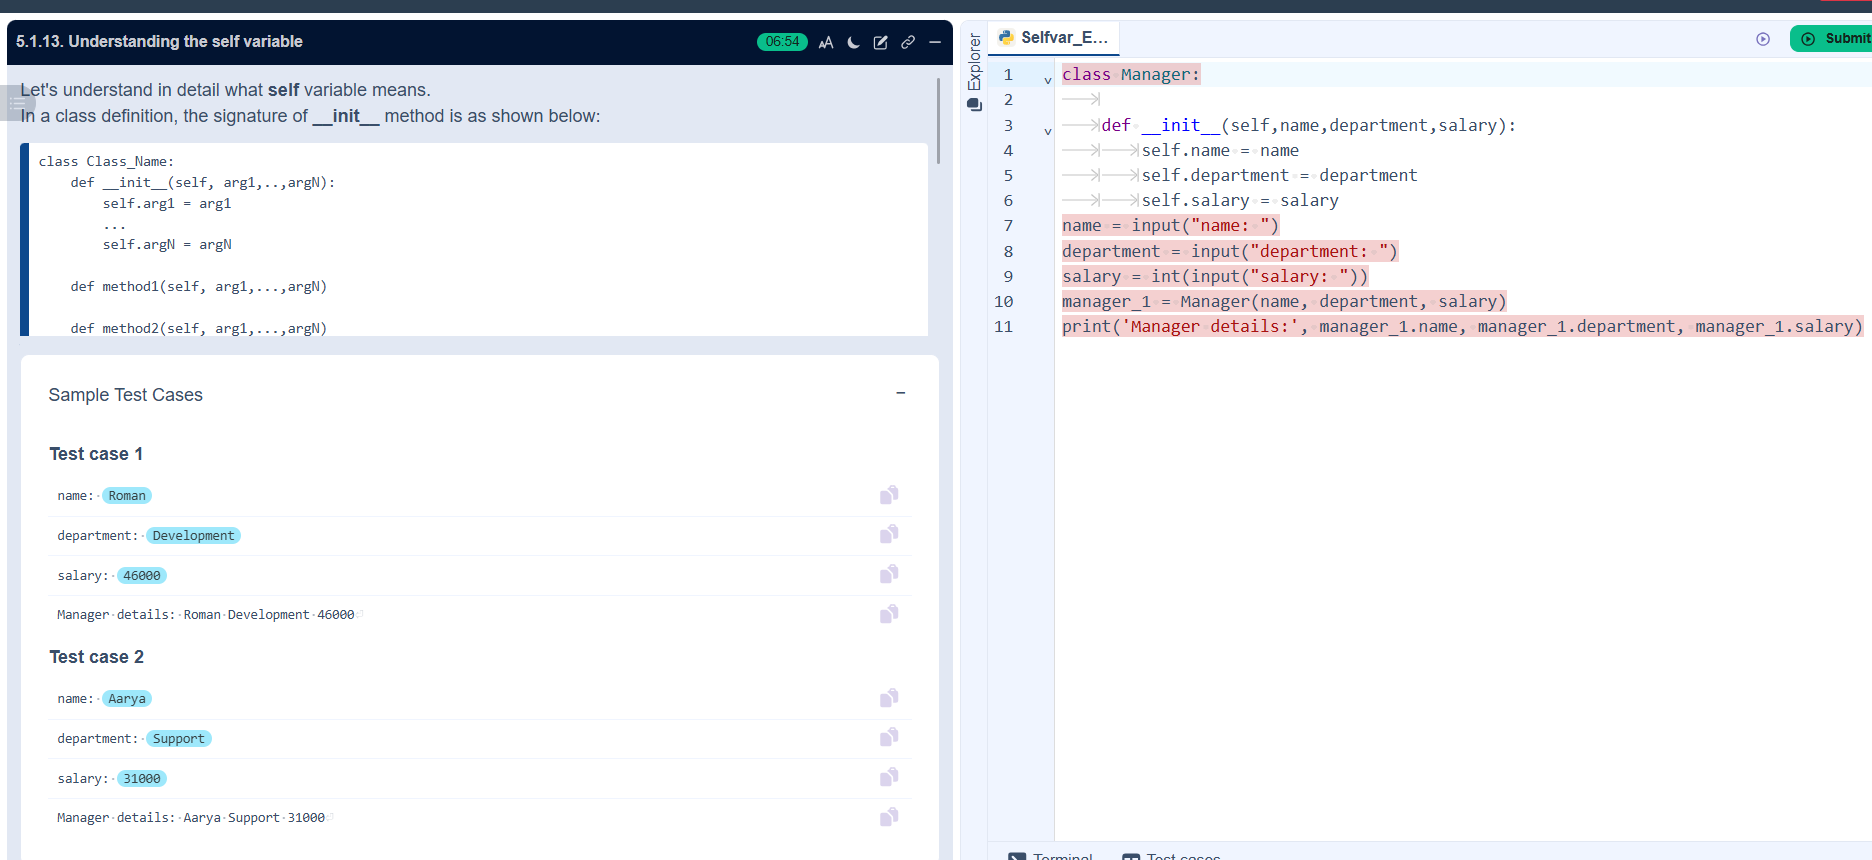 5.1.13. Understanding the self variable
06:54
Let's understand in detail what self variable means.
In a class definition, the signature of __init__ method is as shown below:
class Class_Name:
    def __init__(self, arg1,..,argN):
        self.arg1 = arg1
        ...
        self.argN = argN
    def method1(self, arg1,...,argN)
    def method2(self, arg1,...,argN)
Sample Test Cases
Test case 1
name: Roman
department: Development
salary: 46000
Manager details: Roman Development 46000
Test case 2
name: Aarya
department: Support
salary: 31000
Manager details: Aarya Support 31000
Explorer
Selfvar_E...
Submit
1 class Manager:
2
3     def __init__(self,name,department,salary):
4         self.name = name
5         self.department = department
6         self.salary = salary
7 name = input("name: ")
8 department = input("department: ")
9 salary = int(input("salary: "))
10 manager_1 = Manager(name, department, salary)
11 print('Manager details:', manager_1.name, manager_1.department, manager_1.salary)
Terminal
Test cases